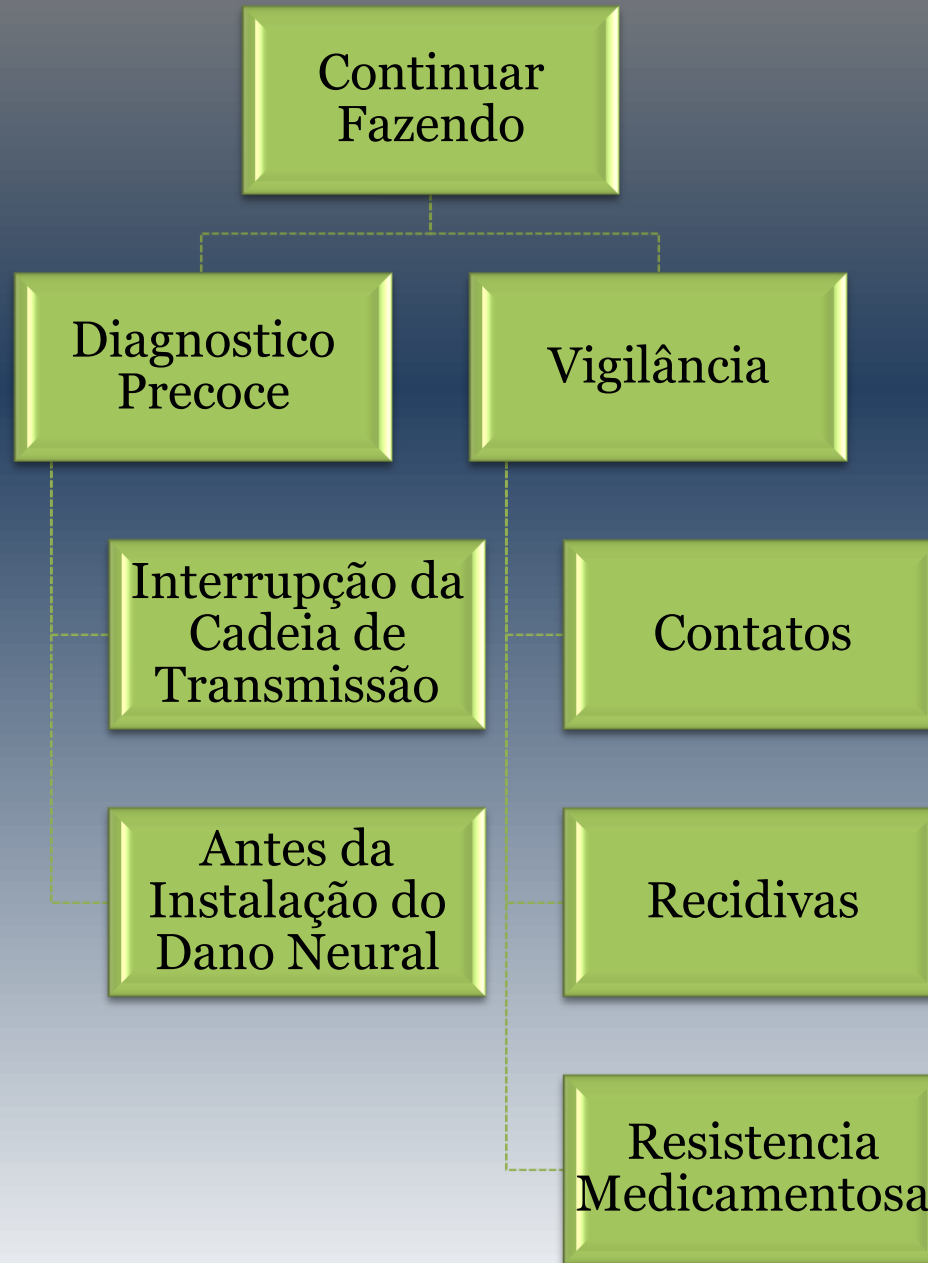 Continuar
Fazendo
Diagnostico
Precoce
Interrupção da
Cadeia de
Transmissão
Antes da
Instalação do
Dano Neural
Vigilância
Contatos
Recidivas
Resistencia
Medicamentosa